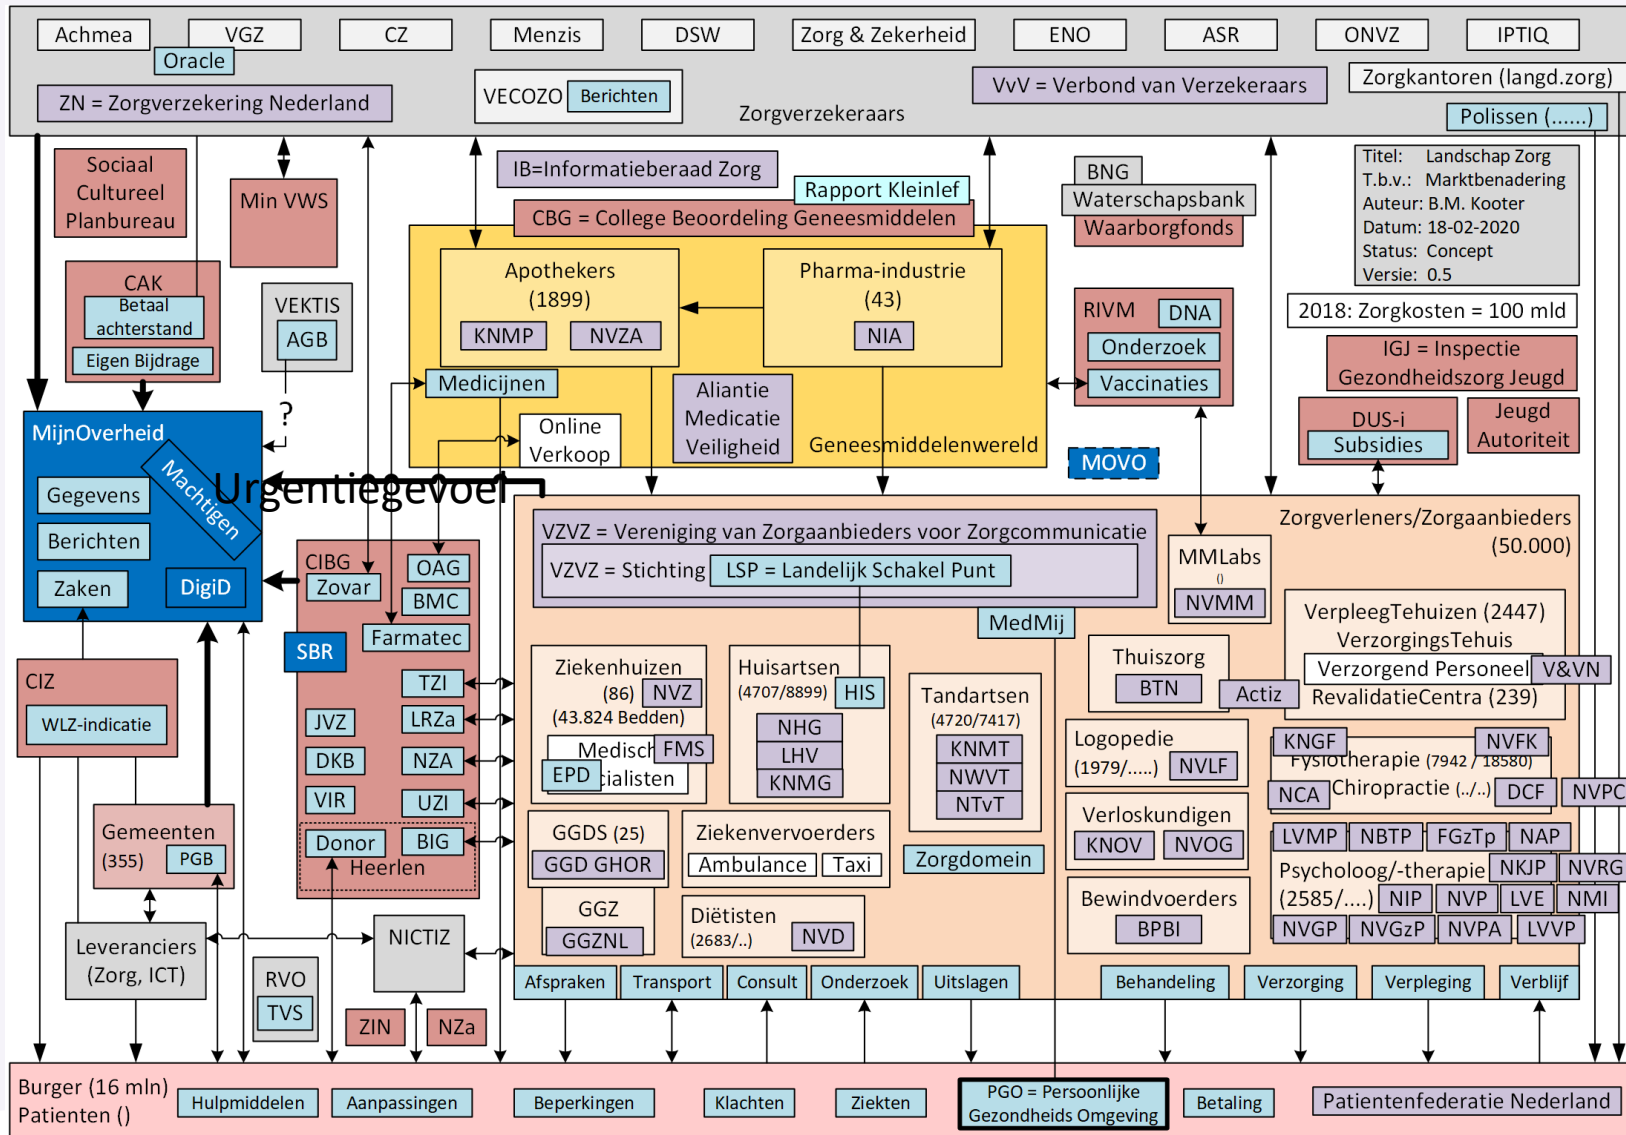 Achmea
VGZ
CZ
Menzis
DSW
Zorg & Zekerheid
ENO
ASR
ONVZ
IPTIQ
Oracle
ZN = Zorgverzekering Nederland
VECOZO
Berichten
VvV = Verbond van Verzekeraars
Zorgkantoren (langd.zorg)
Zorgverzekeraars
Polissen (......)
Sociaal
Cultureel
Planbureau
Min VWS
IB=Informatieberaad Zorg
Rapport Kleinlef
CBG = College Beoordeling Geneesmiddelen
BNG
Waterschapsbank
Waarborgfonds
Titel: Landschap Zorg
T.b.v.: Marktbenadering
Auteur: B.M. Kooter
Datum: 18-02-2020
Status: Concept
Versie: 0.5
CAK
Betaal
achterstand
Eigen Bijdrage
VEKTIS
AGB
?
Apothekers
(1899)
KNMP
NVZA
Pharma-industrie
(43)
NIA
Medicijnen
Aliantie
Medicatie
Veiligheid
Online
Verkoop
Geneesmiddelenwereld
RIVM
DNA
Onderzoek
Vaccinaties
2018: Zorgkosten = 100 mld
IGJ = Inspectie
Gezondheidszorg Jeugd
DUS-i
Subsidies
Jeugd
Autoriteit
MOVO
MijnOverheid
Machtigen
Gegevens
Berichten
Zaken
DigiD
Urgentiegevoel
CIBG
Zovar
OAG
BMC
Farmatec
SBR
TZI
LRZa
JVZ
DKB
NZA
VIR
UZI
Donor
BIG
Heerlen
CIZ
WLZ-indicatie
Gemeenten
(355)
PGB
Leveranciers
(Zorg, ICT)
NICTIZ
RVO
TVS
ZIN
NZa
VZVZ = Vereniging van Zorgaanbieders voor Zorgcommunicatie
VZVZ = Stichting
LSP = Landelijk Schakel Punt
MedMij
Zorgverleners/Zorgaanbieders
(50.000)
MMLabs
()
NVMM
Ziekenhuizen
(86)
NVZ
(43.824 Bedden)
Medisch
FMS
EPD
cialisten
Huisartsen
(4707/8899)
HIS
NHG
LHV
KNMG
Tandartsen
(4720/7417)
KNMT
NWVT
NTvT
Thuiszorg
BTN
Actiz
VerpleegTehuizen (2447)
VerzorgingsTehuis
Verzorgend Personeel
V&VN
RevalidatieCentra (239)
Logopedie
(1979/.....)
NVLF
KNGF
NVFK
Fysiotherapie (7942 / 18580)
NCA
Chiropractie (../..)
DCF
NVPC
GGDS (25)
GGD GHOR
Ziekenvervoerders
Ambulance
Taxi
Zorgdomein
Verloskundigen
KNOV
NVOG
LVMP
NBTP
FGzTp
NAP
Psycholoog/-therapie
NKJP
NVRG
(2585/....)
NIP
NVP
LVE
NMI
NVGP
NVGzP
NVPA
LVVP
GGZ
GGZNL
Diëtisten
(2683/..)
NVD
Bewindvoerders
BPBI
Afspraken
Transport
Consult
Onderzoek
Uitslagen
Behandeling
Verzorging
Verpleging
Verblijf
Burger (16 mln)
Patienten ()
Hulpmiddelen
Aanpassingen
Beperkingen
Klachten
Ziekten
PGO = Persoonlijke
Gezondheids Omgeving
Betaling
Patientenfederatie Nederland